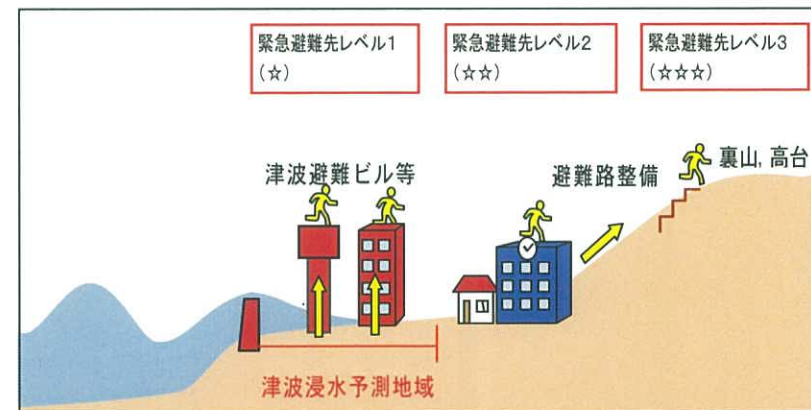 緊急避難先レベル1
(☆)
緊急避難先レベル2
(☆☆)
緊急避難先レベル3
(☆☆☆)
津波避難ビル等
避難路整備
裏山,高台
津波浸水予測地域